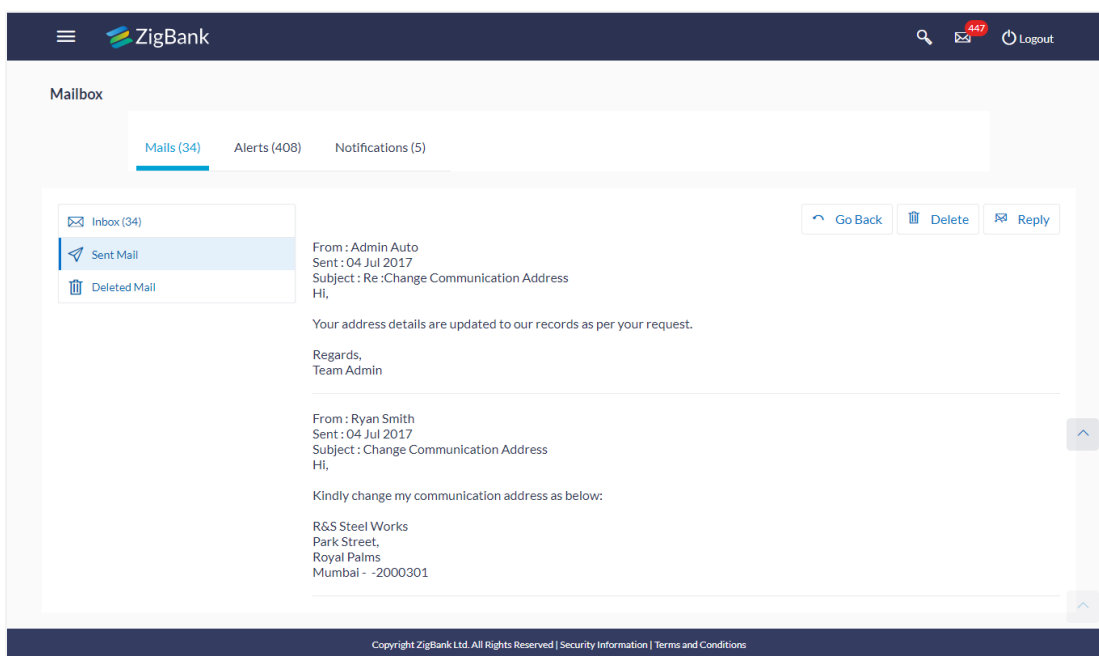 ZigBank
447
Logout
Mailbox
Mails (34)
Alerts (408)
Notifications (5)
Inbox (34)
Sent Mail
Deleted Mail
Go Back
Delete
Reply
From : Admin Auto
Sent : 04 Jul 2017
Subject : Re :Change Communication Address
Hi,
Your address details are updated to our records as per your request.
Regards,
Team Admin
From : Ryan Smith
Sent : 04 Jul 2017
Subject : Change Communication Address
Hi,
Kindly change my communication address as below:
R&S Steel Works
Park Street,
Royal Palms
Mumbai - -2000301
Copyright ZigBank Ltd. All Rights Reserved | Security Information | Terms and Conditions